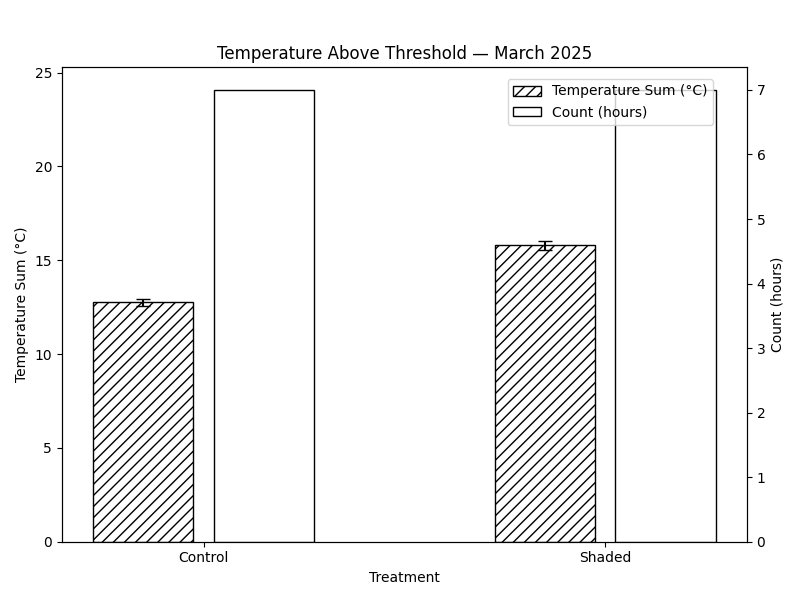 Temperature Above Threshold — March 2025
Temperature Sum (°C)
Count (hours)
Temperature Sum (°C)
25
20
15
10
5
0
Count (hours)
7
6
5
4
3
2
1
0
Control
Shaded
Treatment